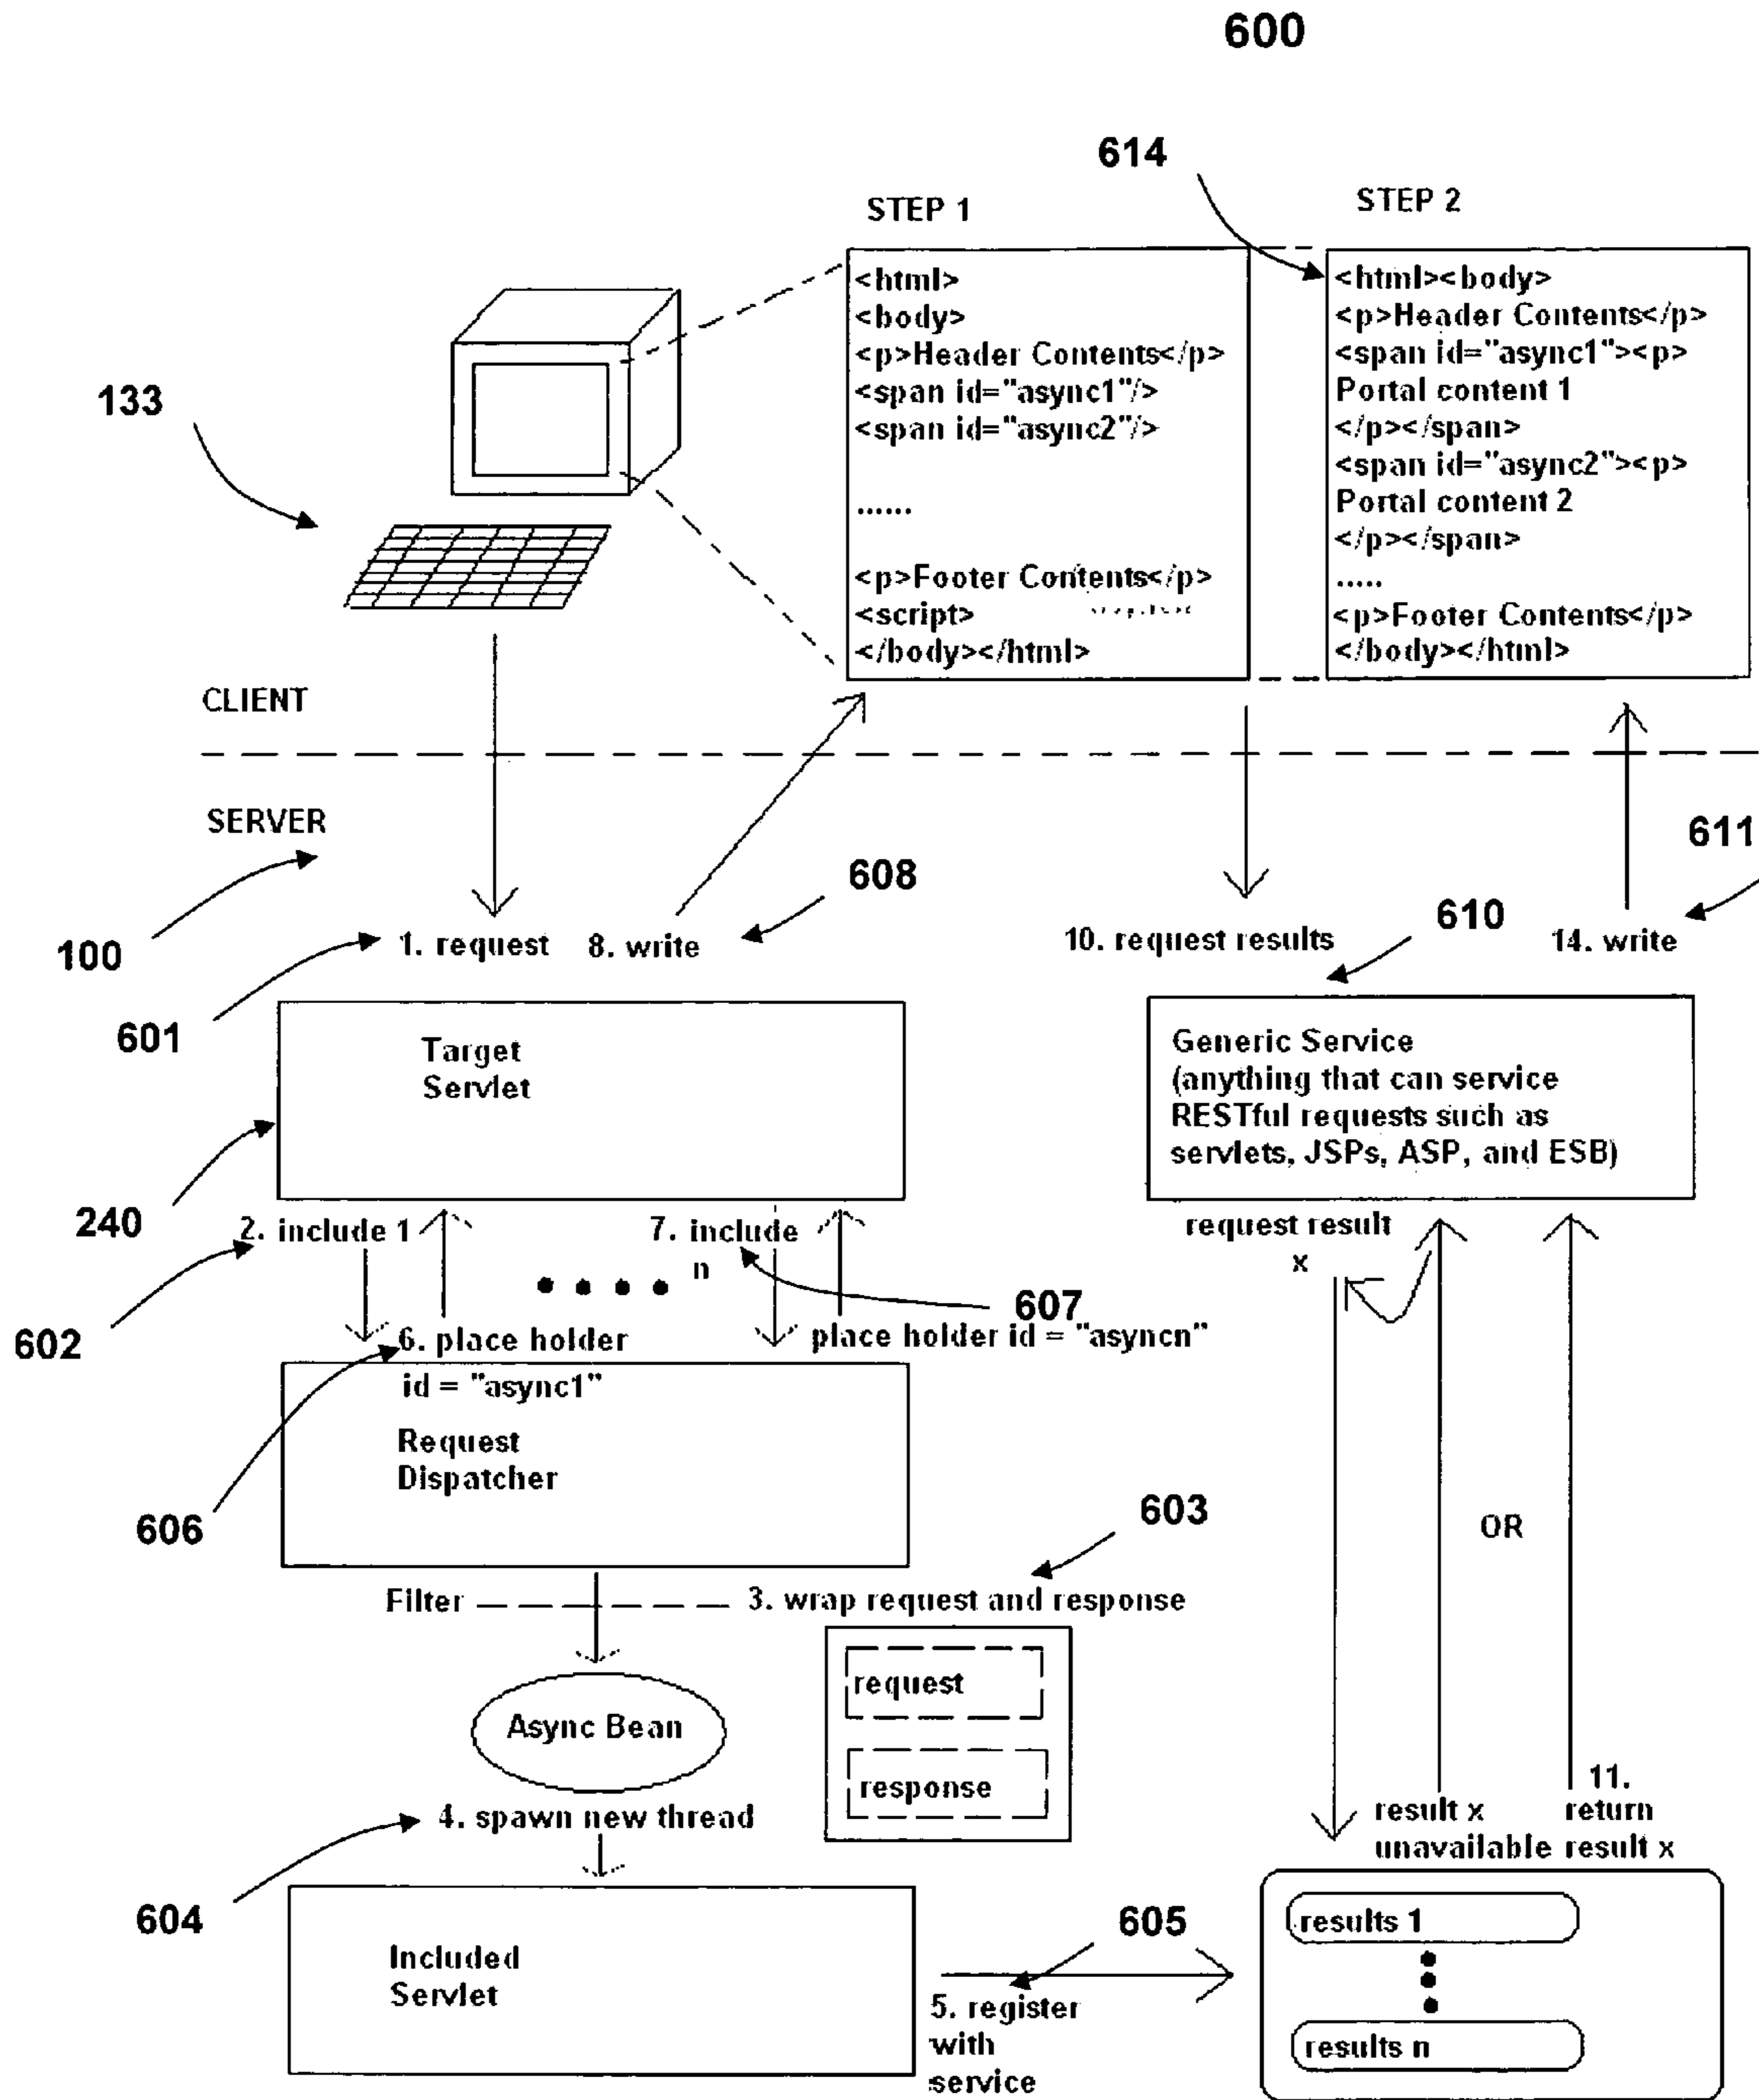 600
614
STEP 1
STEP 2
<html>
<body>
<p>Header Contents</p>
<span id="async1"/>
<span id="async2"/>
......
<p>Footer Contents</p>
<script>
</body></html>
<html><body>
<p>Header Contents</p>
<span id="async1"><p>
Portal content 1
</p></span>
<span id="async2"><p>
Portal content 2
</p></span>
.....
<p>Footer Contents</p>
</body></html>
133
CLIENT
SERVER
100
608
611
610
1. request
8. write
10. request results
14. write
601
Target
Servlet
Generic Service
(anything that can service
RESTful requests such as
servlets, JSPs, ASP, and ESB)
240
2. include 1
7. include
n
request result
x
607
602
6. place holder
id = "async1"
place holder id = "asyncn"
Request
Dispatcher
606
603
OR
Filter
3. wrap request and response
request
response
Async Bean
4. spawn new thread
604
result x
unavailable
11.
return
result x
605
Included
Servlet
5. register
with
service
results 1
results n